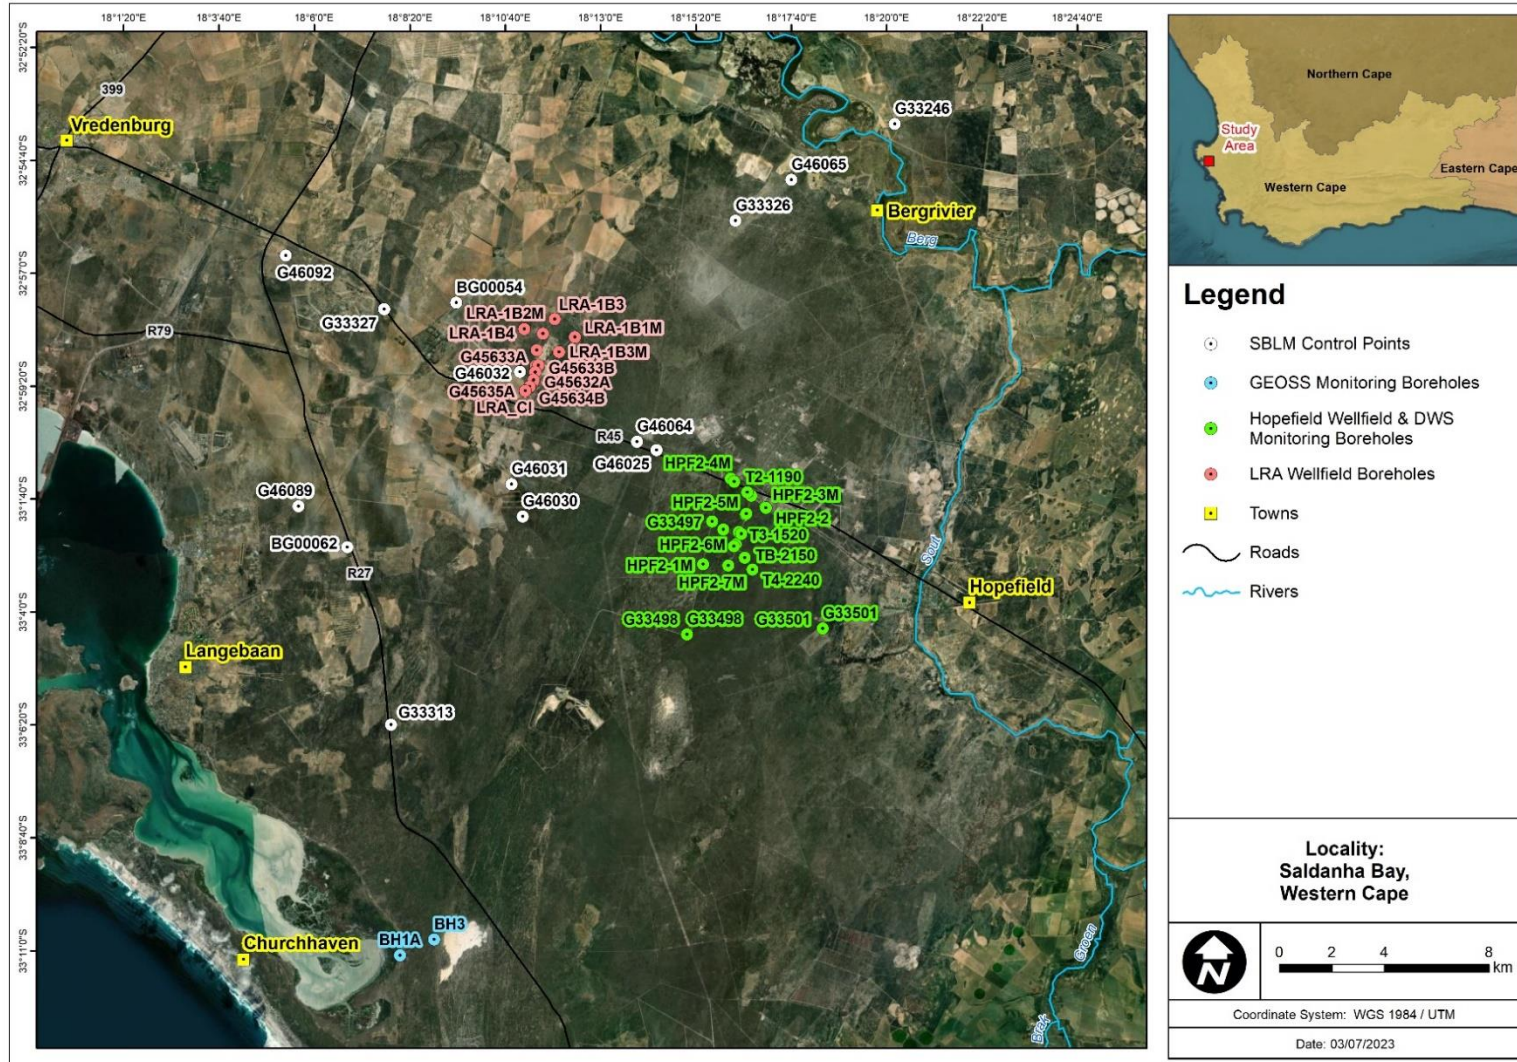 18°1'20"E
18°3'40"E
18°6'0"E
18°8'20"E
18°10'40"E
18°13'0"E
18°15'20"E
18°17'40"E
18°20'0"E
18°22'20"E
18°24'40"E
32°52'20"S
32°54'40"S
32°57'0"S
32°59'20"S
33°1'40"S
33°4'0"S
33°6'20"S
33°8'40"S
33°11'0"S
399
Vredenburg
G33246
G46065
G33326
Bergrivier
Berg
G46092
BG00054
G33327
R79
LRA-1B3
LRA-1B2M
LRA-1B1M
LRA-1B4
LRA-1B3M
G45633A
G45633B
G46032
G45632A
G45635A
G45634B
LRA_CI
R45
G46064
G46025
HPF2-4M
T2-1190
G46031
G46030
HPF2-3M
HPF2-5M
HPF2-2
G33497
T3-1520
HPF2-6M
TB-2150
HPF2-1M
HPF2-7M
T4-2240
G46089
BG00062
R27
Sout
Hopefield
G33498
G33498
G33501
G33501
Langebaan
G33313
BH3
BH1A
Churchhaven
Groen
Brak
Northern Cape
Study
Area
Western Cape
Eastern Cape
Legend
SBLM Control Points
GEOSS Monitoring Boreholes
Hopefield Wellfield & DWS
Monitoring Boreholes
LRA Wellfield Boreholes
Towns
Roads
Rivers
Locality:
Saldanha Bay,
Western Cape
N
0 2 4 8
km
Coordinate System: WGS 1984 / UTM
Date: 03/07/2023